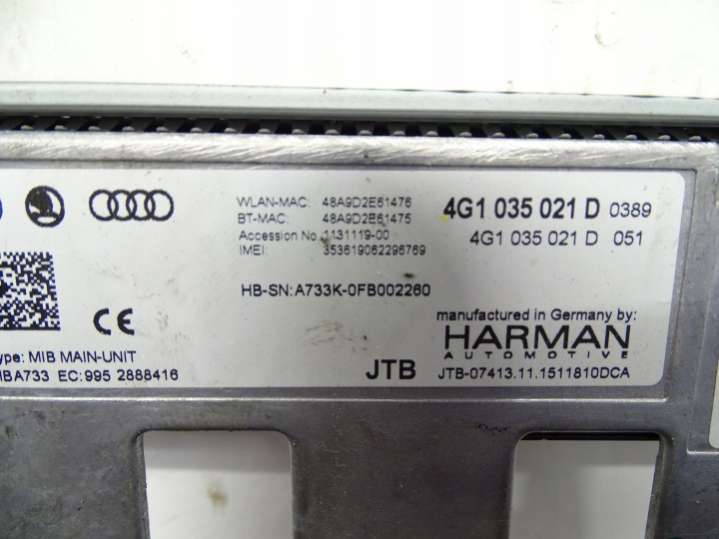 WLAN-MAC: 48A9D2E61476
BT-MAC: 48A9D2E61475
Accession No.: 1131119-00
IMEI: 353619062296769
4G1 035 021 D 0389
4G1 035 021 D 051
HB-SN: A733K-0FB002260
CE
manufactured in Germany by:
HARMAN
AUTOMOTIVE
ype: MIB MAIN-UNIT
JTB
BA733 EC: 995 2888416
JTB-07413.11.1511810DCA